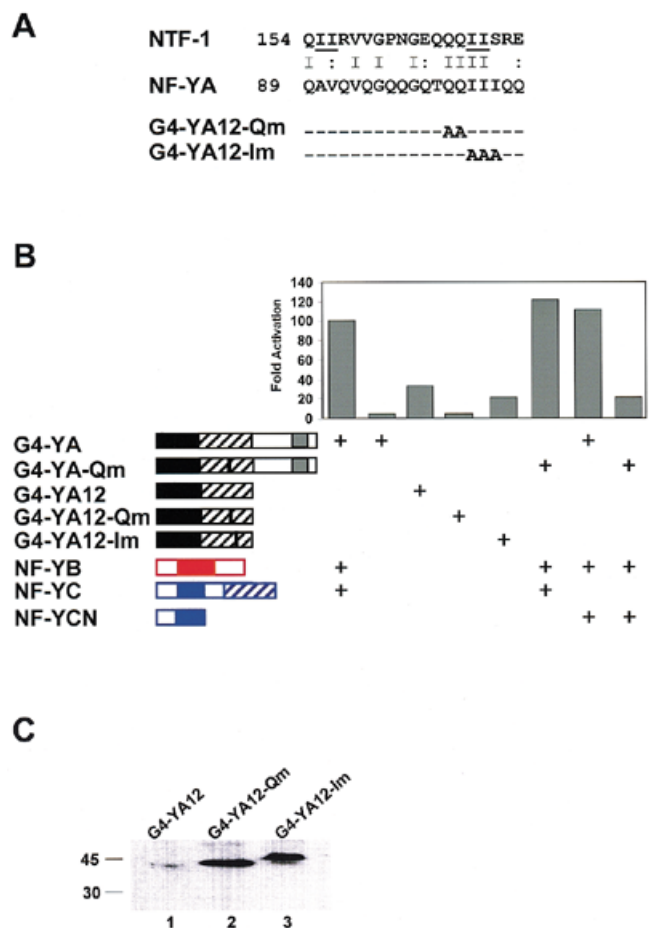 A
NTF-1 154 QIIRVVGPNGEQQQIISRE
I : I I I: IIII :
NF-YA 89 QAVQVQGQQGQTQQIIIQQ
G4-YA12-Qm ------------AA-----
G4-YA12-Im --------------AAA--
B
Fold Activation
140
120
100
80
60
40
20
0
G4-YA + + +
G4-YA-Qm + +
G4-YA12 +
G4-YA12-Qm +
G4-YA12-Im +
NF-YB + + + +
NF-YC + +
NF-YCN + +
C
G4-YA12 G4-YA12-Qm G4-YA12-Im
45
30
1 2 3